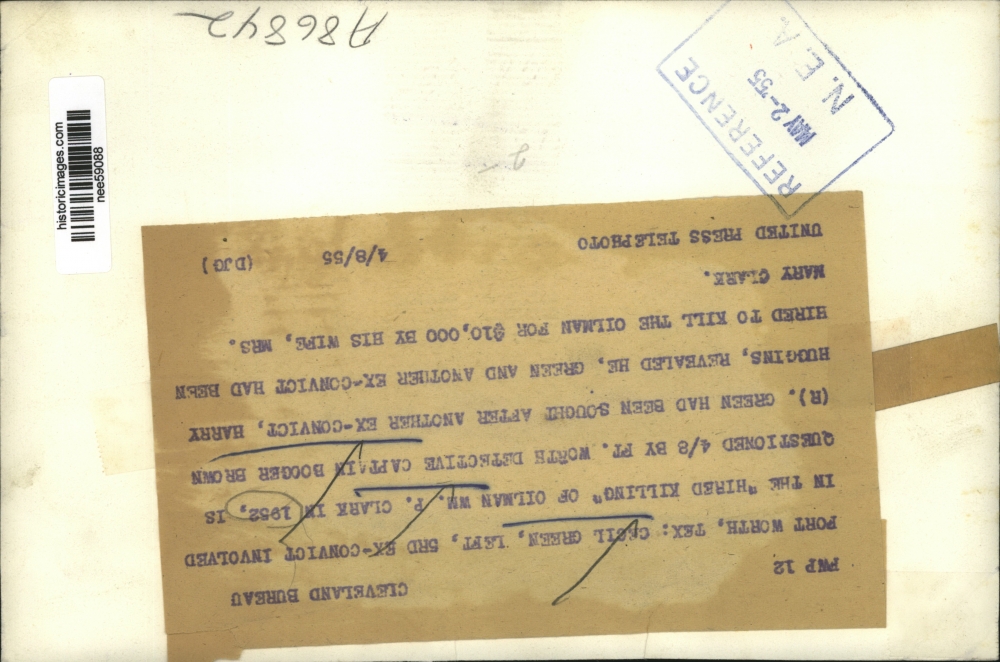 FWP 12 CLEVELAND BUREAU
FORT WORTH, TEX: CECIL GREEN, LEFT, 3RD EX-CONVICT INVOLVED
IN THE "HIRED KILLING" OF OILMAN WM. P. CLARK IN 1952, IS
QUESTIONED 4/8 BY FT. WORTH DETECTIVE CAPTAIN BOOGER BROWN
(R). GREEN HAD BEEN SOUGHT AFTER ANOTHER EX-CONVICT, HARRY
HUGGINS, REVEALED HE, GREEN AND ANOTHER EX-CONVICT HAD BEEN
HIRED TO KILL THE OILMAN FOR $10,000 BY HIS WIFE, MRS.
MARY CLARK.
UNITED PRESS TELEPHOTO 4/8/55 (DJG)
REFERENCE
MAY 2-'55
N. E. A.
A86842
historicimages.com
nee59088